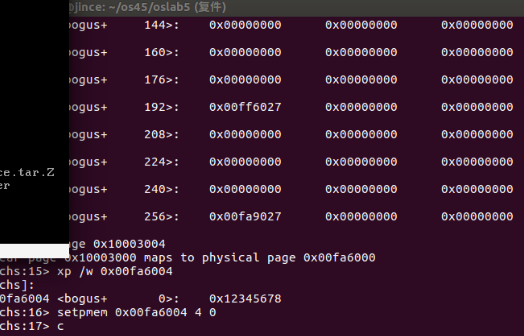 jince: ~/os45/oslab5 (复件)
bogus+ 144>: 0x00000000 0x00000000 0x00000000
bogus+ 160>: 0x00000000 0x00000000 0x00000000
bogus+ 176>: 0x00000000 0x00000000 0x00000000
bogus+ 192>: 0x00ff6027 0x00000000 0x00000000
bogus+ 208>: 0x00000000 0x00000000 0x00000000
ce.tar.Z
bogus+ 224>: 0x00000000 0x00000000 0x00000000
er
bogus+ 240>: 0x00000000 0x00000000 0x00000000
bogus+ 256>: 0x00fa9027 0x00000000 0x00000000
age 0x10003004
ear page 0x10003000 maps to physical page 0x00fa6000
chs:15> xp /w 0x00fa6004
chs]:
00fa6004 <bogus+ 0>: 0x12345678
chs:16> setpmem 0x00fa6004 4 0
chs:17> c